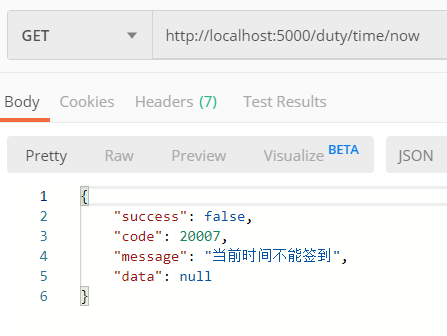 GET http://localhost:5000/duty/time/now
Body Cookies Headers (7) Test Results
Pretty Raw Preview Visualize BETA JSON
1 {
2 "success": false,
3 "code": 20007,
4 "message": "当前时间不能签到",
5 "data": null
6 }